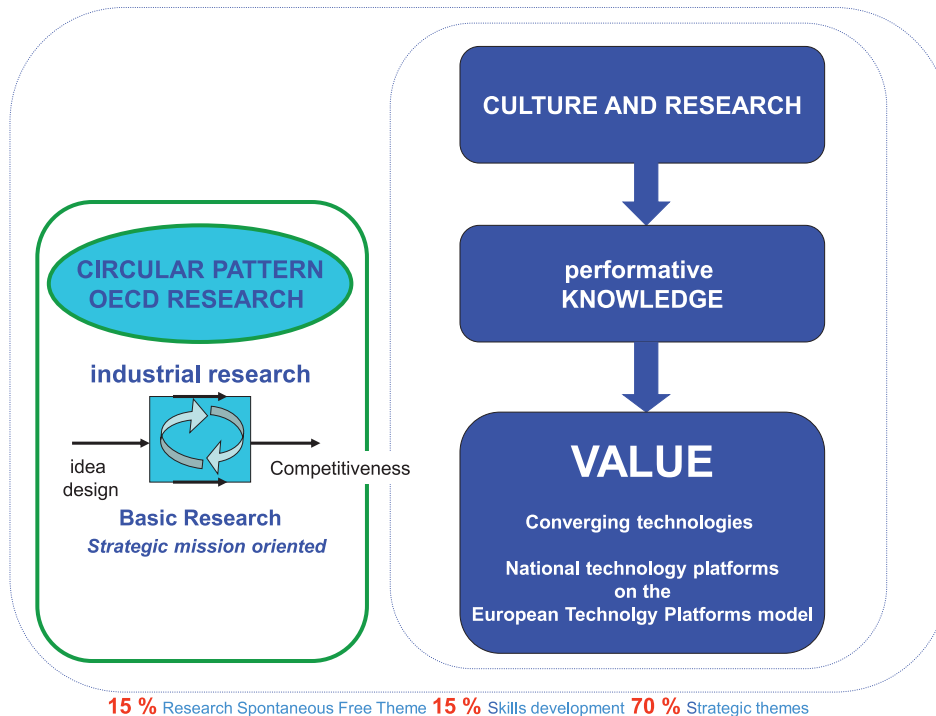 CULTURE AND RESEARCH
performative
KNOWLEDGE
VALUE
Converging technologies
National technology platforms
on the
European Technolgy Platforms model
CIRCULAR PATTERN
OECD RESEARCH
industrial research
idea
design
Competitiveness
Basic Research
Strategic mission oriented
15 % Research Spontaneous Free Theme 15 % Skills development 70 % Strategic themes